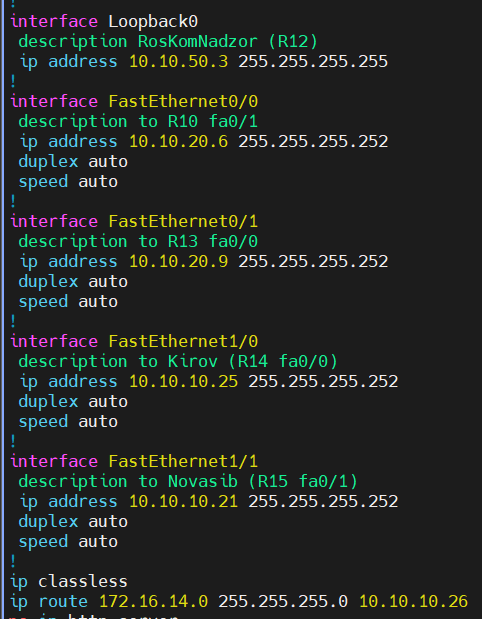 !
interface Loopback0
description RosKomNadzor (R12)
ip address 10.10.50.3 255.255.255.255
!
interface FastEthernet0/0
description to R10 fa0/1
ip address 10.10.20.6 255.255.255.252
duplex auto
speed auto
!
interface FastEthernet0/1
description to R13 fa0/0
ip address 10.10.20.9 255.255.255.252
duplex auto
speed auto
!
interface FastEthernet1/0
description to Kirov (R14 fa0/0)
ip address 10.10.10.25 255.255.255.252
duplex auto
speed auto
!
interface FastEthernet1/1
description to Novasib (R15 fa0/1)
ip address 10.10.10.21 255.255.255.252
duplex auto
speed auto
!
ip classless
ip route 172.16.14.0 255.255.255.0 10.10.10.26
no ip http server